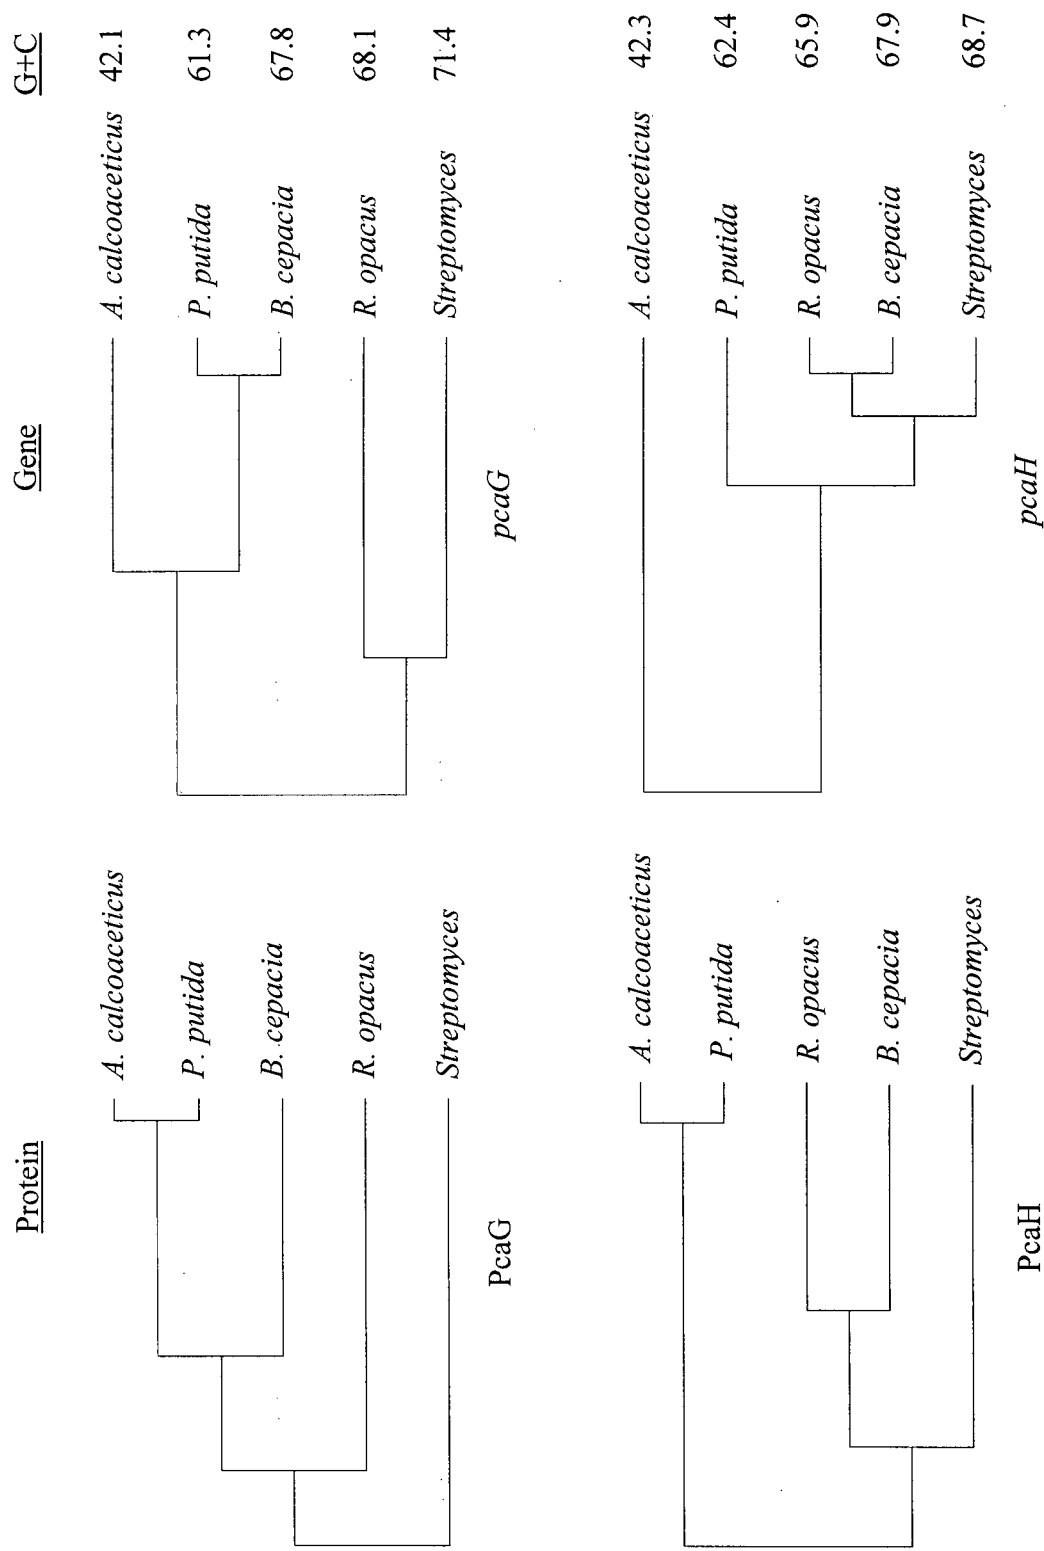 Protein
Gene
G+C
A. calcoaceticus
P. putida
B. cepacia
R. opacus
Streptomyces
PcaG
A. calcoaceticus 42.1
P. putida 61.3
B. cepacia 67.8
R. opacus 68.1
Streptomyces 71.4
pcaG
A. calcoaceticus
P. putida
R. opacus
B. cepacia
Streptomyces
PcaH
A. calcoaceticus 42.3
P. putida 62.4
R. opacus 65.9
B. cepacia 67.9
Streptomyces 68.7
pcaH